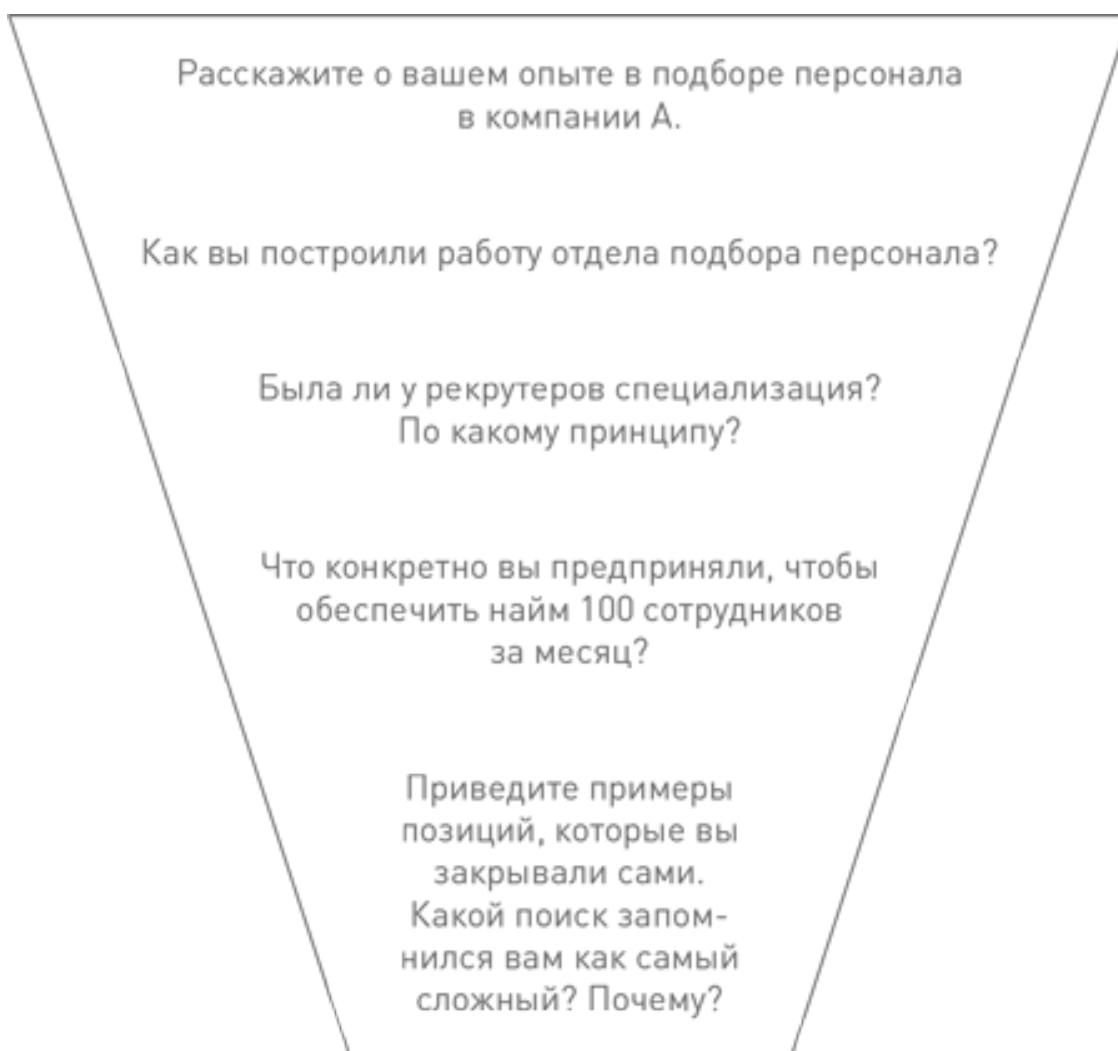 Расскажите о вашем опыте в подборе персонала
в компании А.
Как вы построили работу отдела подбора персонала?
Была ли у рекрутеров специализация?
По какому принципу?
Что конкретно вы предприняли, чтобы
обеспечить найм 100 сотрудников
за месяц?
Приведите примеры
позиций, которые вы
закрывали сами.
Какой поиск запом-
нился вам как самый
сложный? Почему?